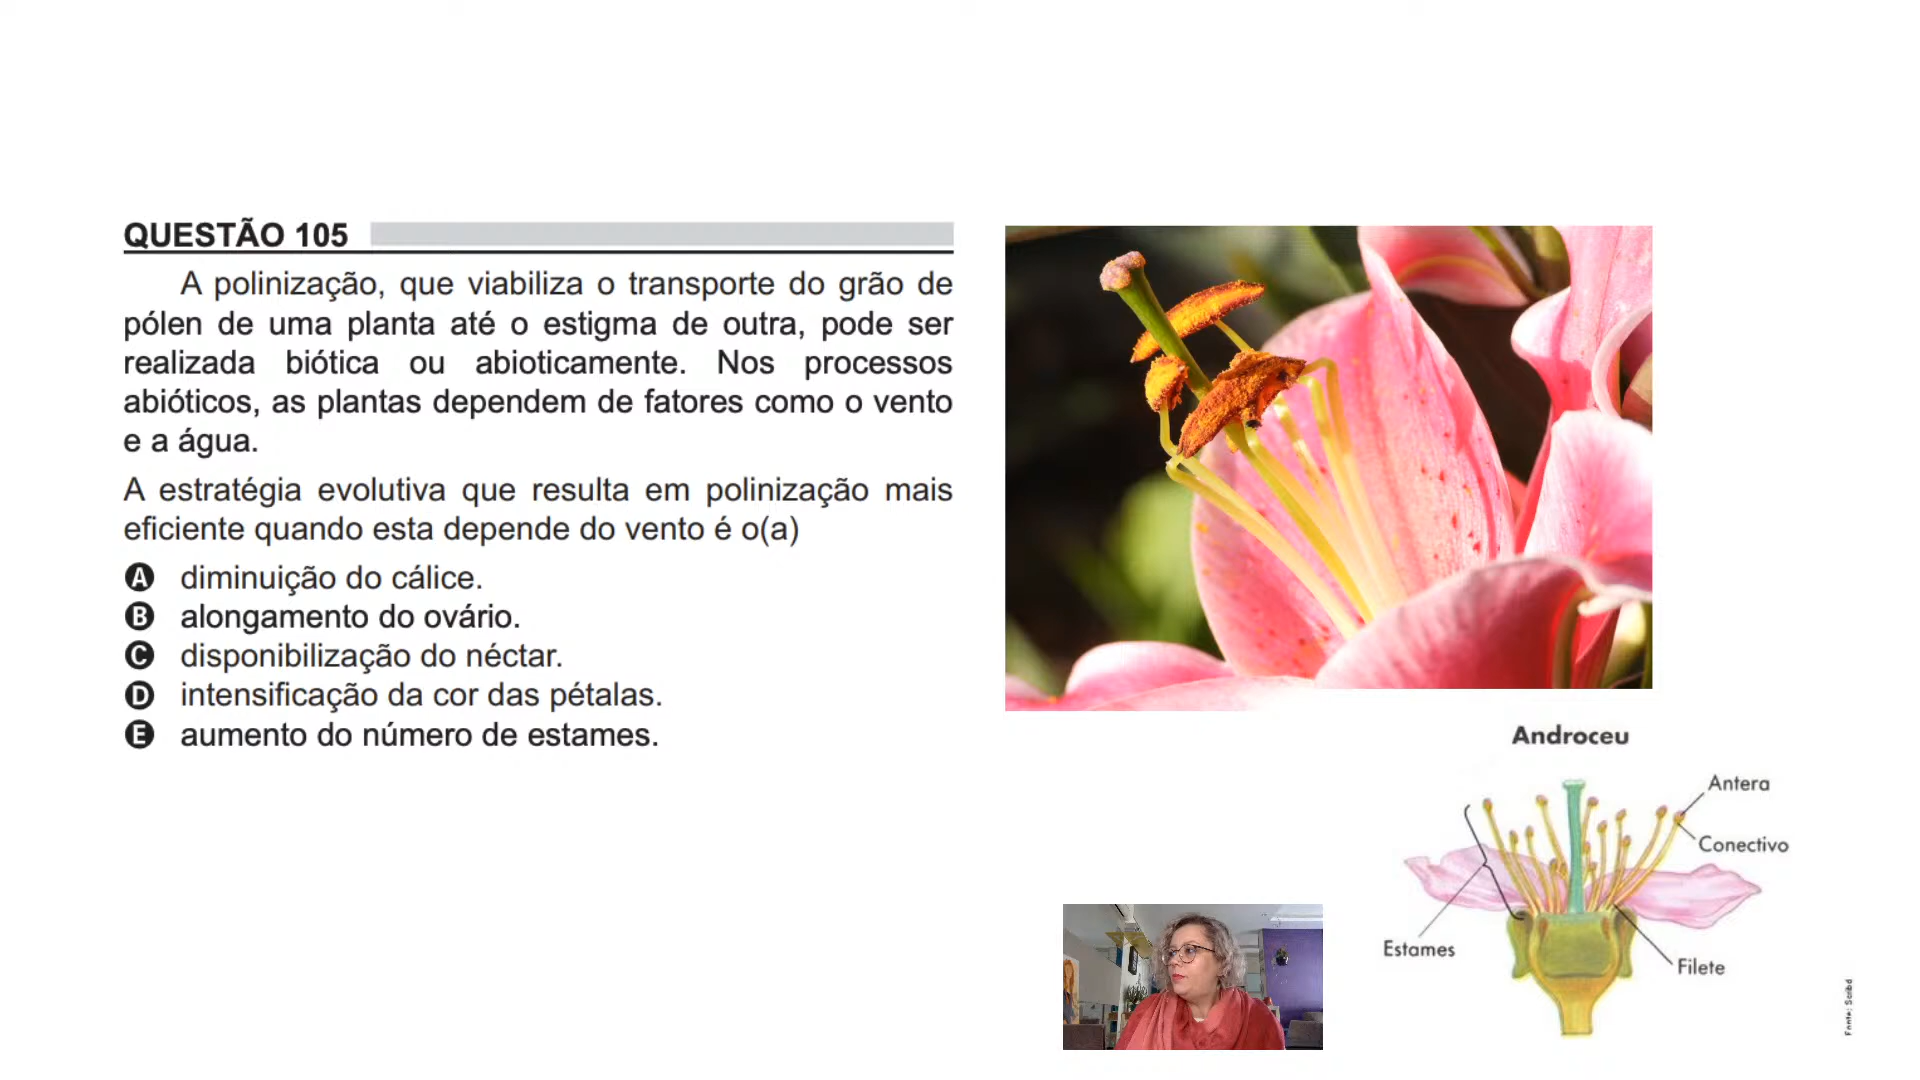 QUESTÃO 105
A polinização, que viabiliza o transporte do grão de
pólen de uma planta até o estigma de outra, pode ser
realizada biótica ou abioticamente. Nos processos
abióticos, as plantas dependem de fatores como o vento
e a água.
A estratégia evolutiva que resulta em polinização mais
eficiente quando esta depende do vento é o(a)
A diminuição do cálice.
B alongamento do ovário.
C disponibilização do néctar.
D intensificação da cor das pétalas.
E aumento do número de estames.
Androceu
Antera
Conectivo
Estames
Filete
Fonte: Scribd